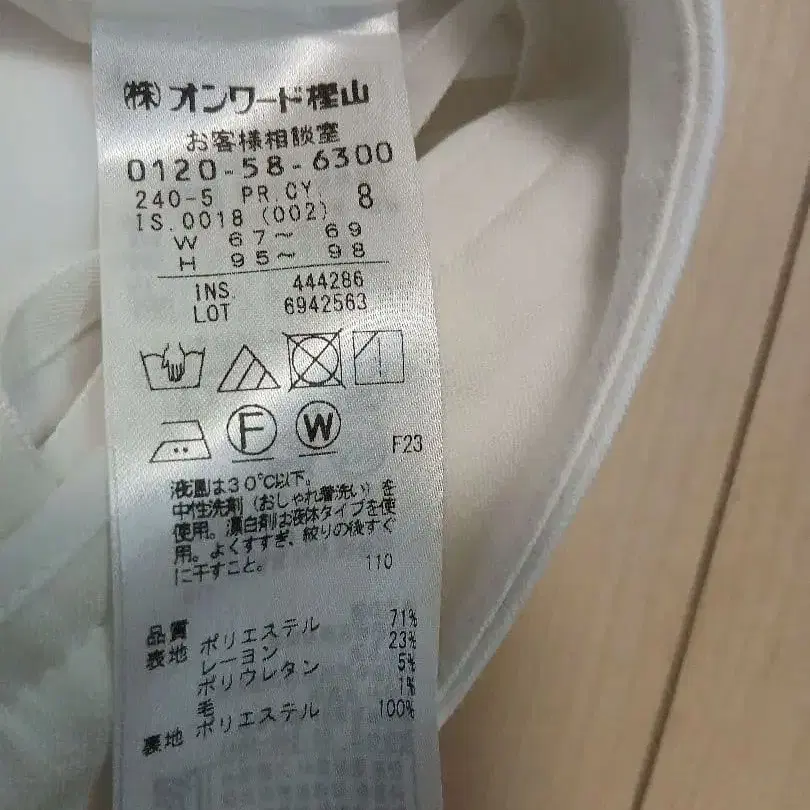 (株)オンワード樫山
お客様相談室
0120-58-6300
240-5 PR.CY. 8
IS.0018 (002)
W 67〜 69
H 95〜 98
INS. 444286
LOT 6942563
F W
F23
液温は30℃以下。
中性洗剤（おしゃれ着洗い）を
使用。漂白剤は液体タイプを使
用。よくすすぎ、絞りの後すぐ
に干すこと。
110
品質
表地 ポリエステル 71%
レーヨン 23%
ポリウレタン 5%
毛 1%
表地 ポリエステル 100%